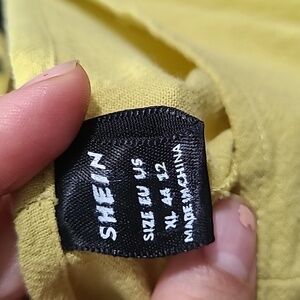 SHEIN
SIZE EU US
XL 44 12
MADE IN CHINA